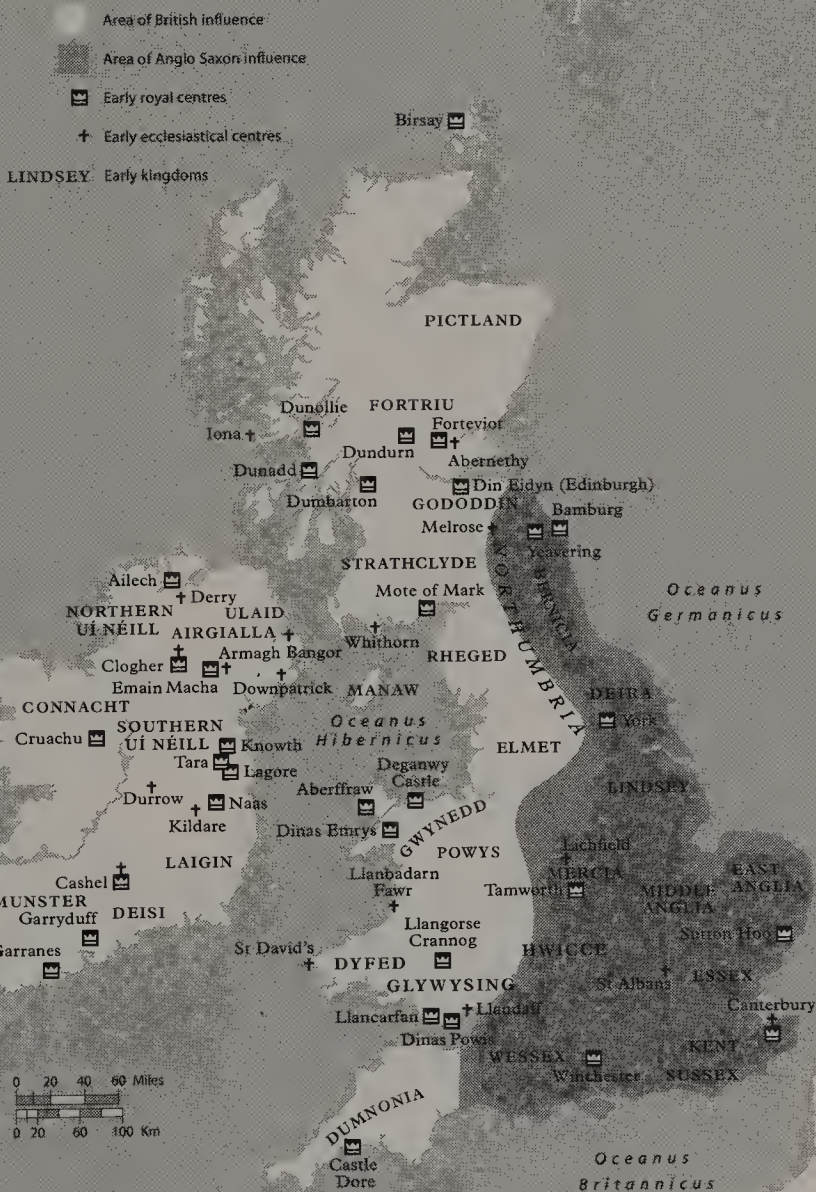 Area of British influence
Area of Anglo Saxon influence
Early royal centres
Early ecclesiastical centres
LINDSEY Early kingdoms
Birsay
PICTLAND
Dunollie
FORTRIU
Iona
Forteviot
Dundurn
Abernethy
Dunadd
Din Eidyn (Edinburgh)
Dumbarton
GODODDIN
Bamburg
Melrose
Yeavering
STRATHCLYDE
NORTHUMBRIA
BERNICIA
Ailech
Derry
Mote of Mark
Oceanus
Germanicus
NORTHERN
UÍ NÉILL
ULAID
AIRGIALLA
Whithorn
Armagh
Bangor
RHEGED
Clogher
Emain Macha
Downpatrick
MANAW
DEIRA
CONNACHT
Oceanus
Hibernicus
York
SOUTHERN
UÍ NÉILL
Cruachu
Knowth
ELMET
Tara
Lagore
Deganwy
Castle
LINDSEY
Aberffraw
Durrow
Naas
Kildare
Dinas Emrys
GWYNEDD
POWYS
Lichfield
LAIGIN
MERCIA
EAST
ANGLIA
Llanbadarn
Fawr
Tamworth
MIDDLE
ANGLIA
Cashel
MUNSTER
Garryduff
DEISI
Llangorse
Crannog
Sutton Hoo
Garranes
St David's
DYFED
HWICCE
GLYWYSING
St Albans
ESSEX
Llancarfan
Llandaff
Canterbury
Dinas Powis
KENT
WESSEX
Winchester
SUSSEX
0 20 40 60 Miles
0 20 60 100 Km
DUMNONIA
Castle
Dore
Oceanus
Britannicus